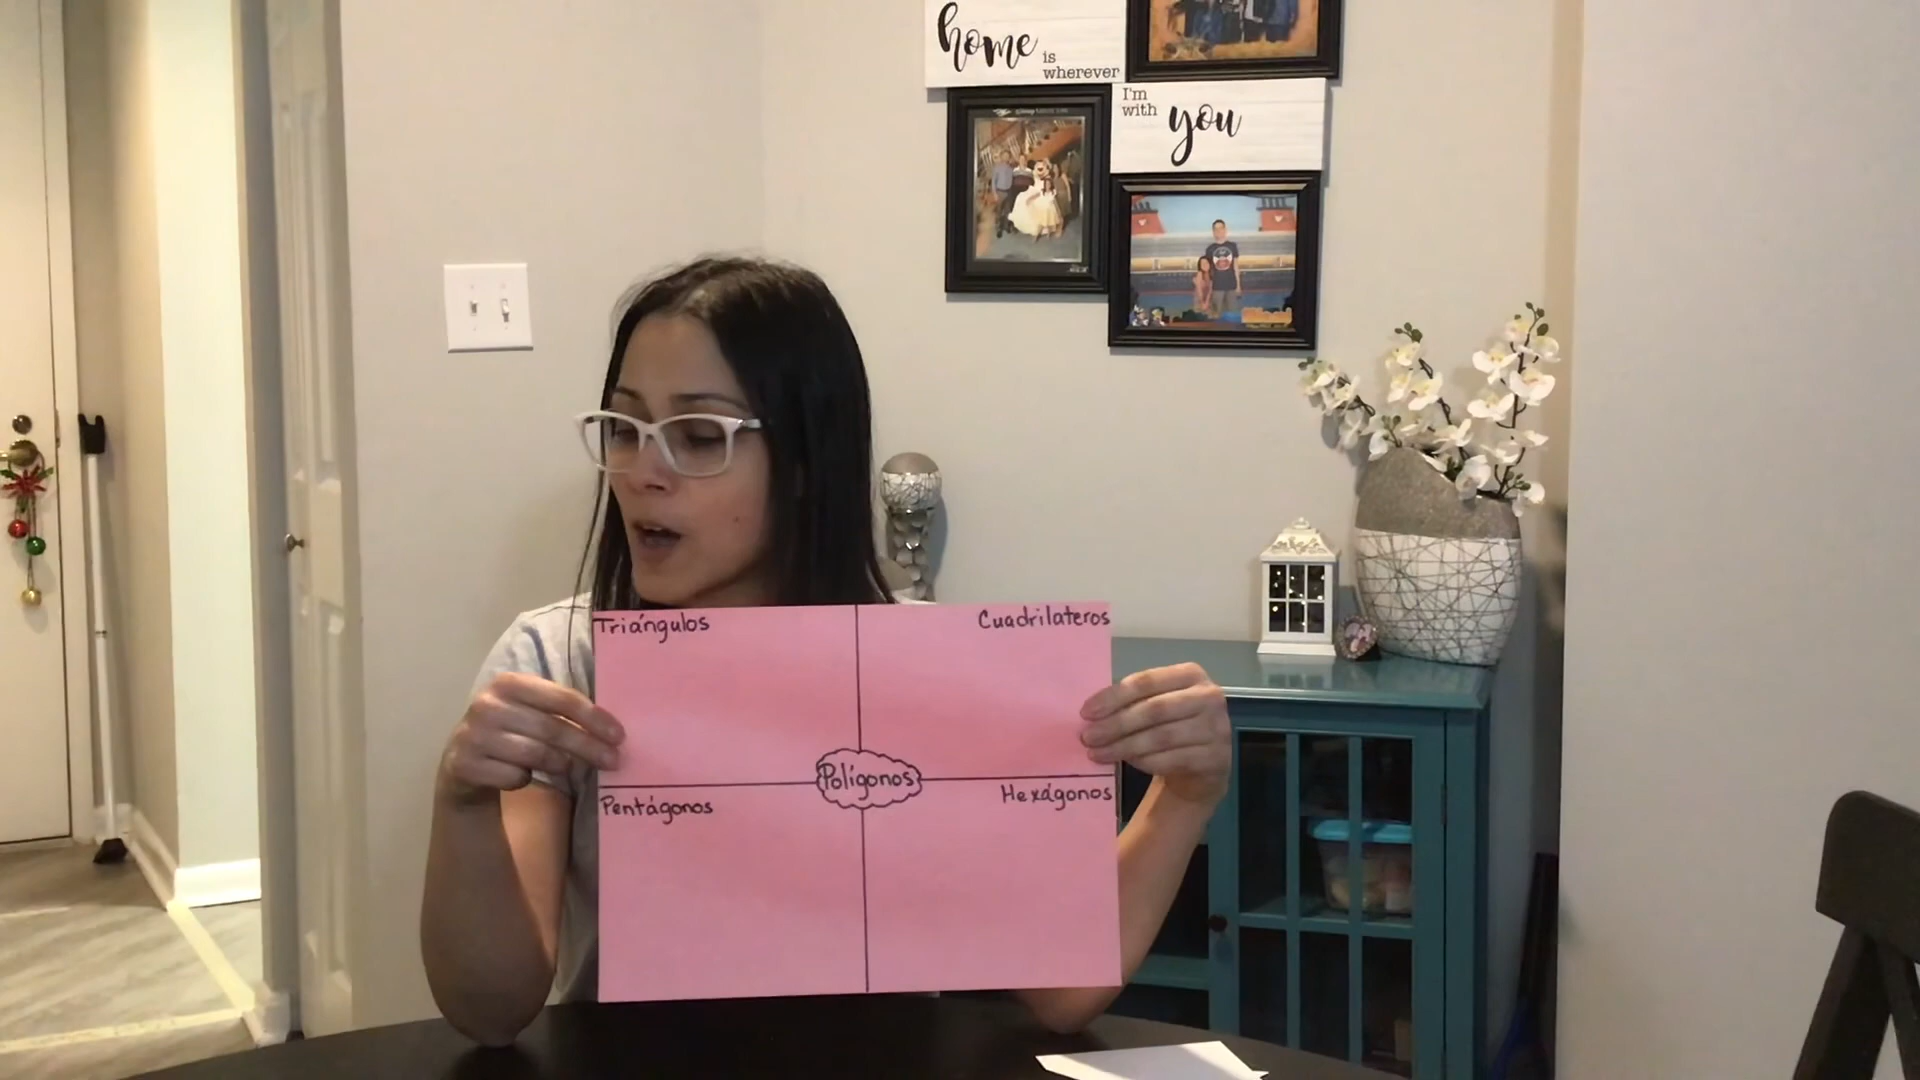 home is
wherever
I'm
with you
Triángulos
Cuadrilateros
Polígonos
Pentágonos
Hexágonos